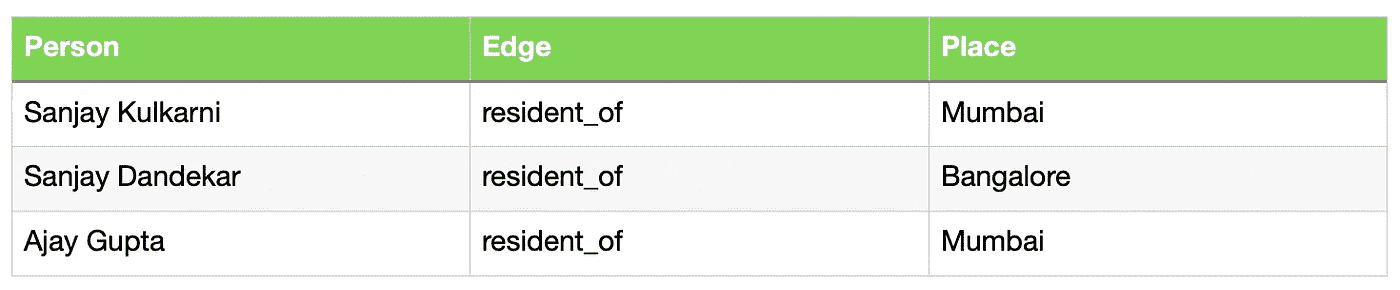 Person Edge Place
Sanjay Kulkarni resident_of Mumbai
Sanjay Dandekar resident_of Bangalore
Ajay Gupta resident_of Mumbai